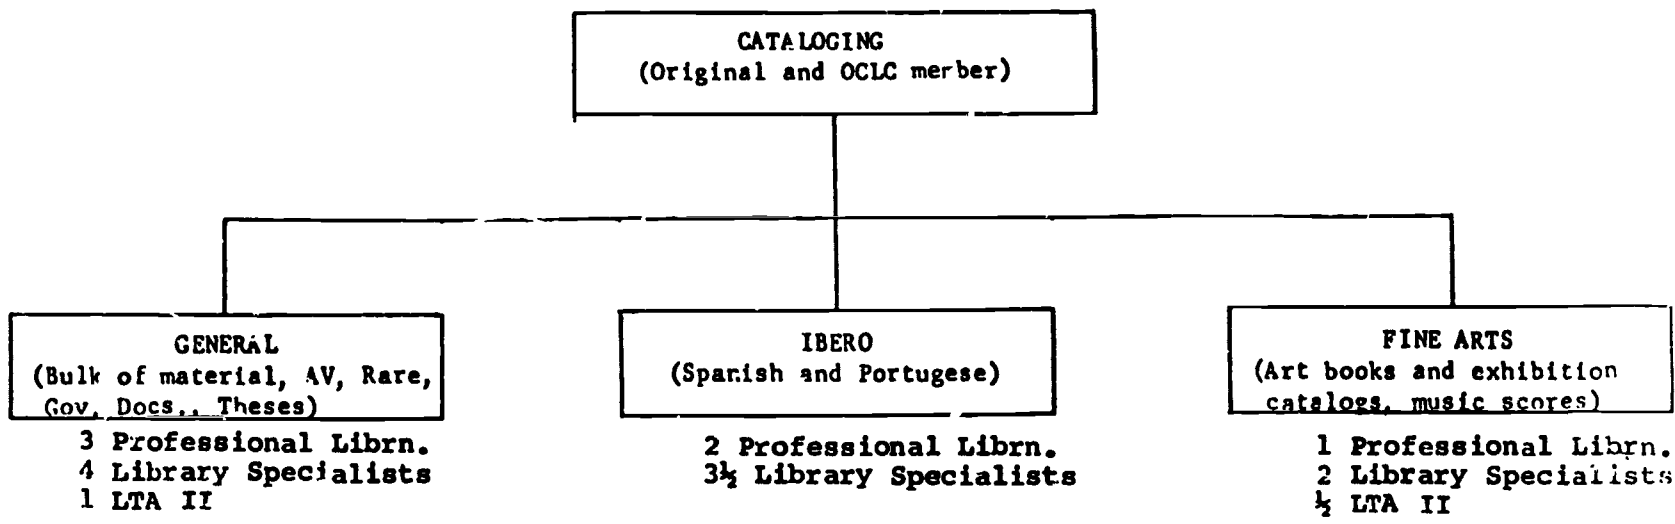 CATALOGING
(Original and OCLC merber)
GENERAL
(Bulk of material, AV, Rare,
Gov. Docs., Theses)
3 Professional Librn.
4 Library Specialists
1 LTA II
IBERO
(Spanish and Portugese)
2 Professional Librn.
3½ Library Specialists
FINE ARTS
(Art books and exhibition
catalogs, music scores)
1 Professional Librn.
2 Library Specialists
½ LTA II